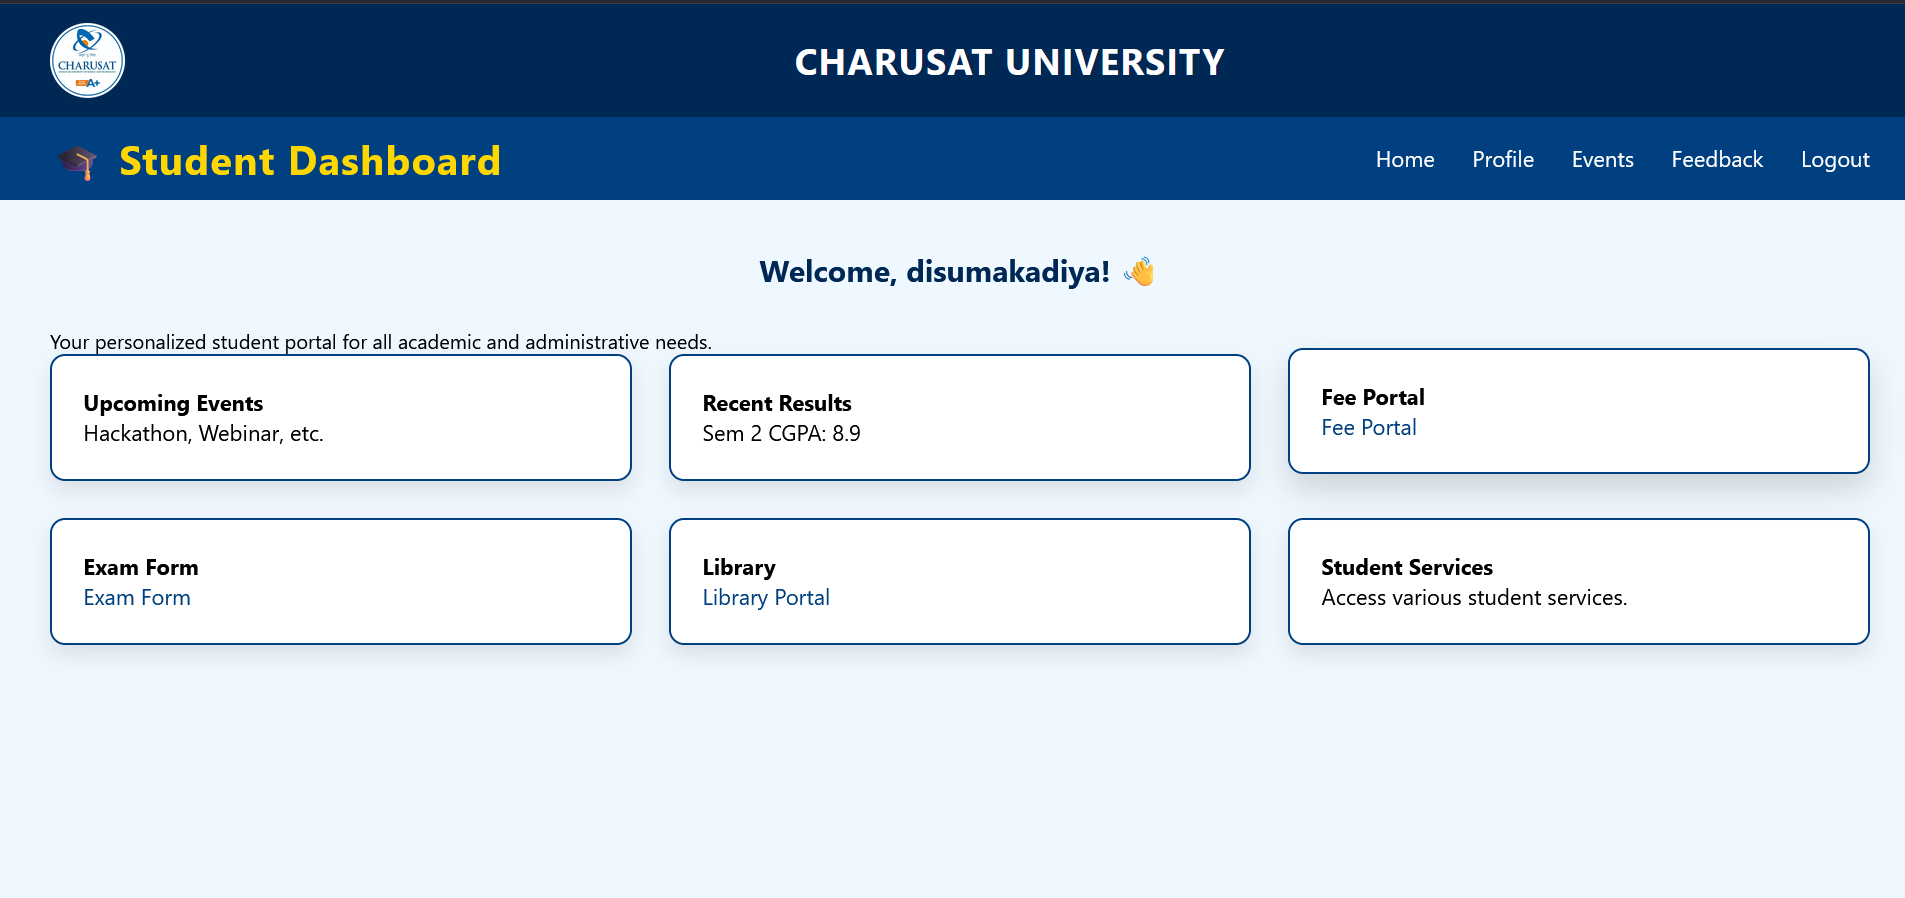 CHARUSAT
A+
CHARUSAT UNIVERSITY
🎓 Student Dashboard
Home Profile Events Feedback Logout
Welcome, disumakadiya! 👋
Your personalized student portal for all academic and administrative needs.
Upcoming Events
Hackathon, Webinar, etc.
Recent Results
Sem 2 CGPA: 8.9
Fee Portal
Fee Portal
Exam Form
Exam Form
Library
Library Portal
Student Services
Access various student services.